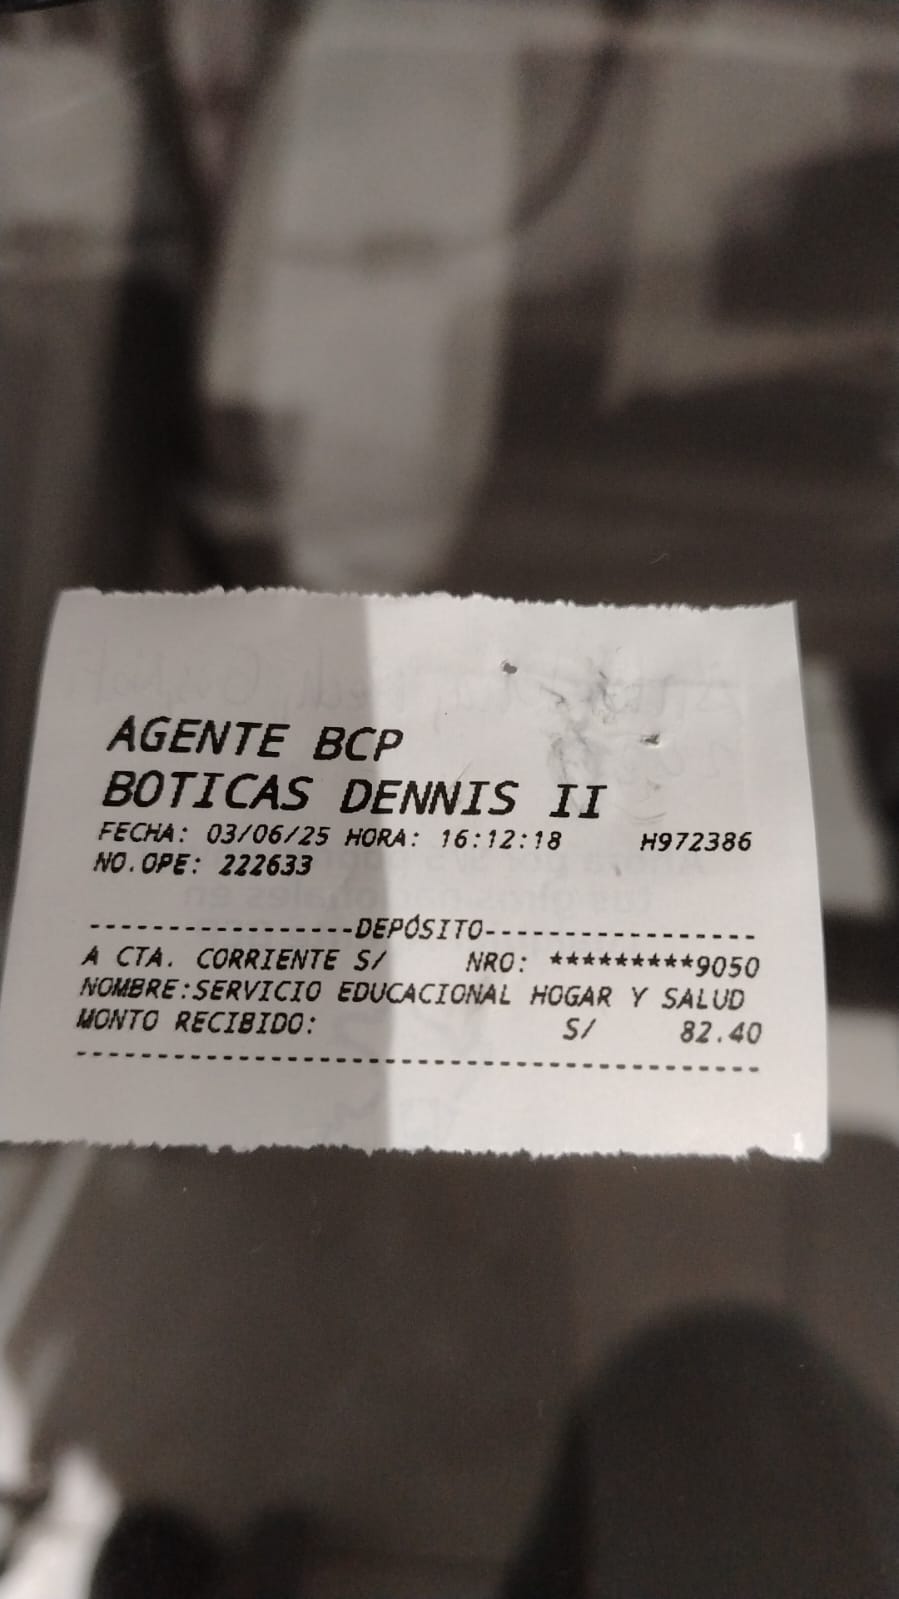 AGENTE BCP
BOTICAS DENNIS II
FECHA: 03/06/25 HORA: 16:12:18 H972386
NO.OPE: 222633
-----------------DEPÓSITO-----------------
A CTA. CORRIENTE S/ NRO: *********9050
NOMBRE:SERVICIO EDUCACIONAL HOGAR Y SALUD
MONTO RECIBIDO: S/ 82.40
------------------------------------------